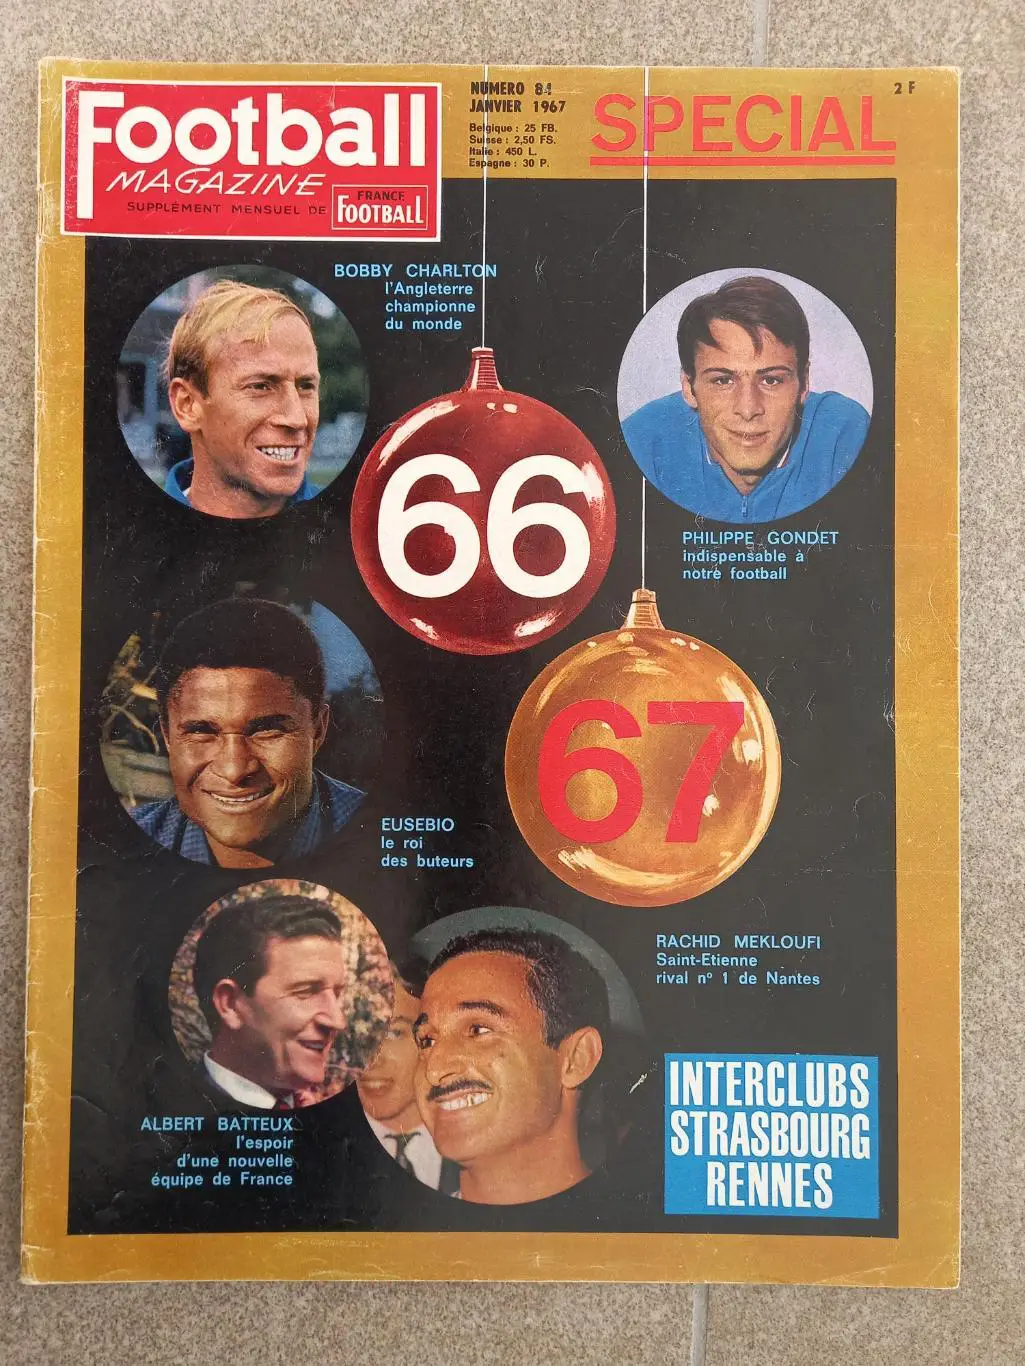 Football
MAGAZINE
SUPPLÉMENT MENSUEL DE
FRANCE
FOOTBALL
NUMERO 84
JANVIER 1967
Belgique : 25 FB.
Suisse : 2,50 FS.
Italie : 450 L.
Espagne : 30 P.
SPECIAL
2 F
BOBBY CHARLTON
l'Angleterre
championne
du monde
66
PHILIPPE GONDET
indispensable à
notre football
67
EUSEBIO
le roi
des buteurs
RACHID MEKLOUFI
Saint-Etienne
rival n° 1 de Nantes
ALBERT BATTEUX
l'espoir
d'une nouvelle
équipe de France
INTERCLUBS
STRASBOURG
RENNES